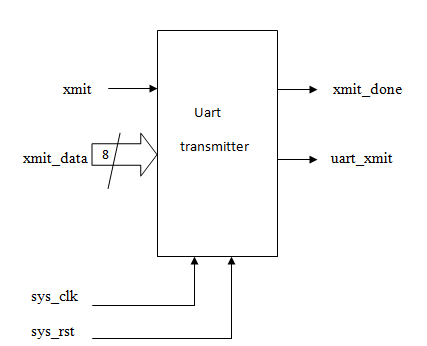 xmit
xmit_done
Uart
transmitter
xmit_data
8
uart_xmit
sys_clk
sys_rst